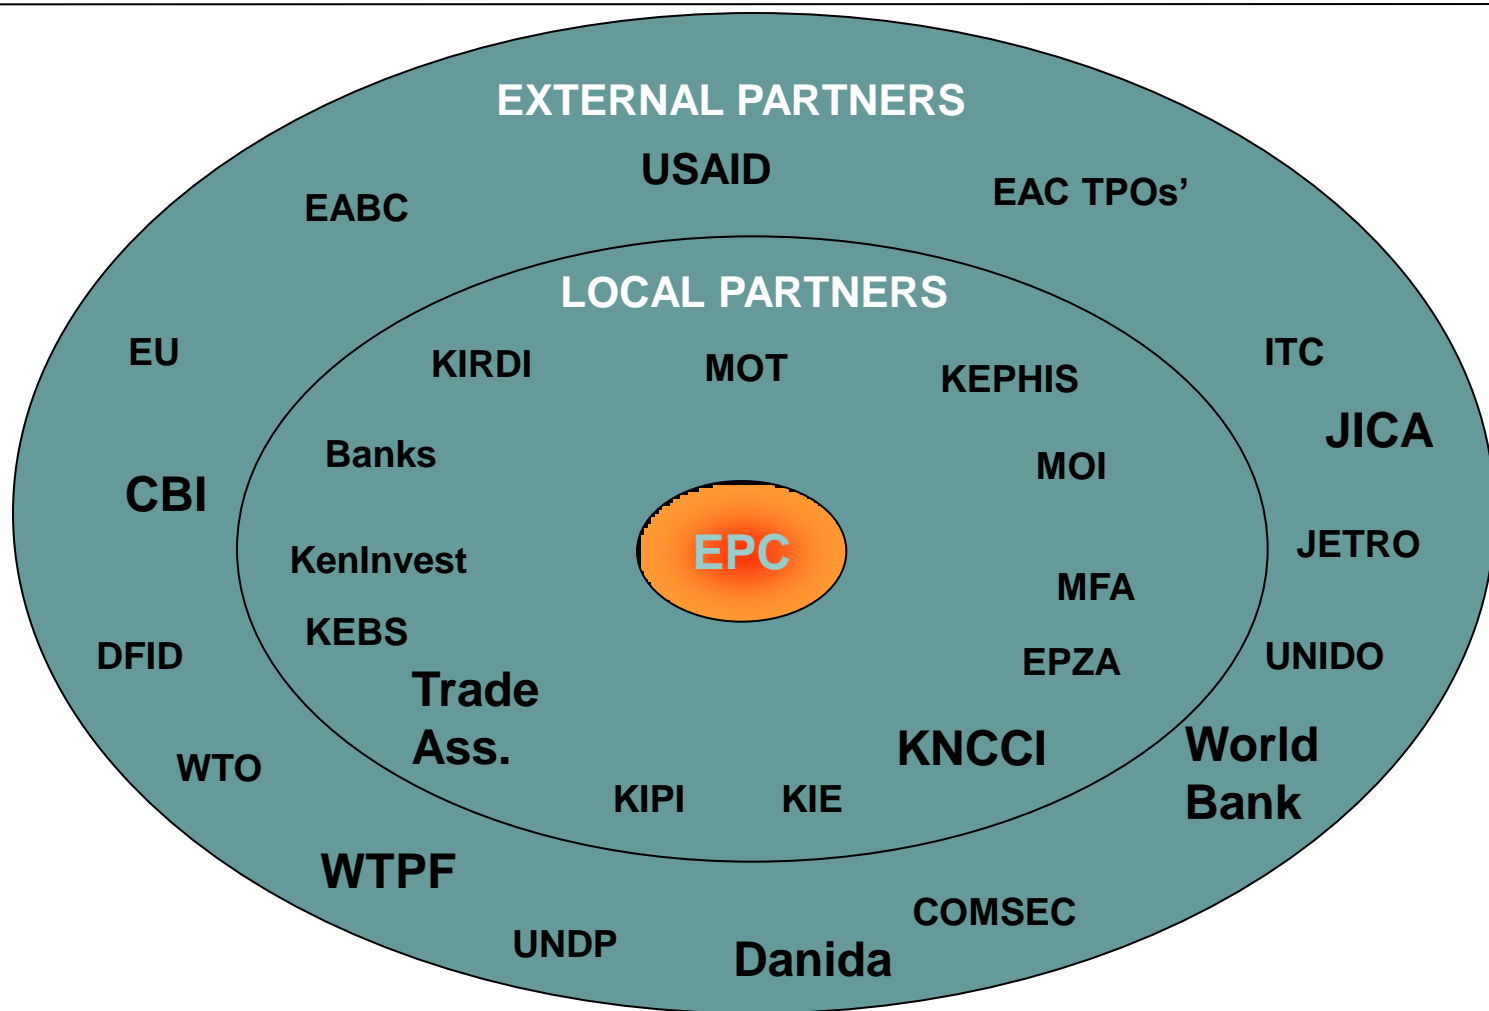 EXTERNAL PARTNERS
USAID
EABC
EAC TPOs’
LOCAL PARTNERS
EU
KIRDI
MOT
KEPHIS
ITC
JICA
Banks
MOI
CBI
EPC
JETRO
KenInvest
MFA
KEBS
DFID
EPZA
UNIDO
Trade
Ass.
KNCCI
World
Bank
WTO
KIPI
KIE
WTPF
COMSEC
UNDP
Danida